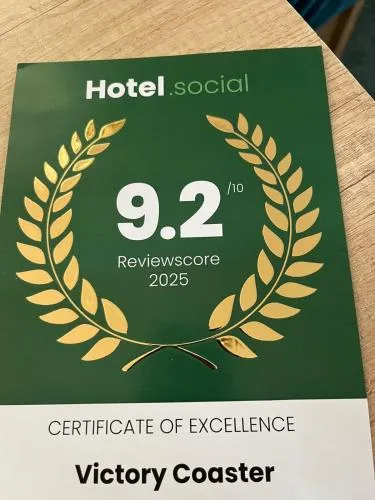 Hotel.social
9.2 /10
Reviewscore
2025
CERTIFICATE OF EXCELLENCE
Victory Coaster